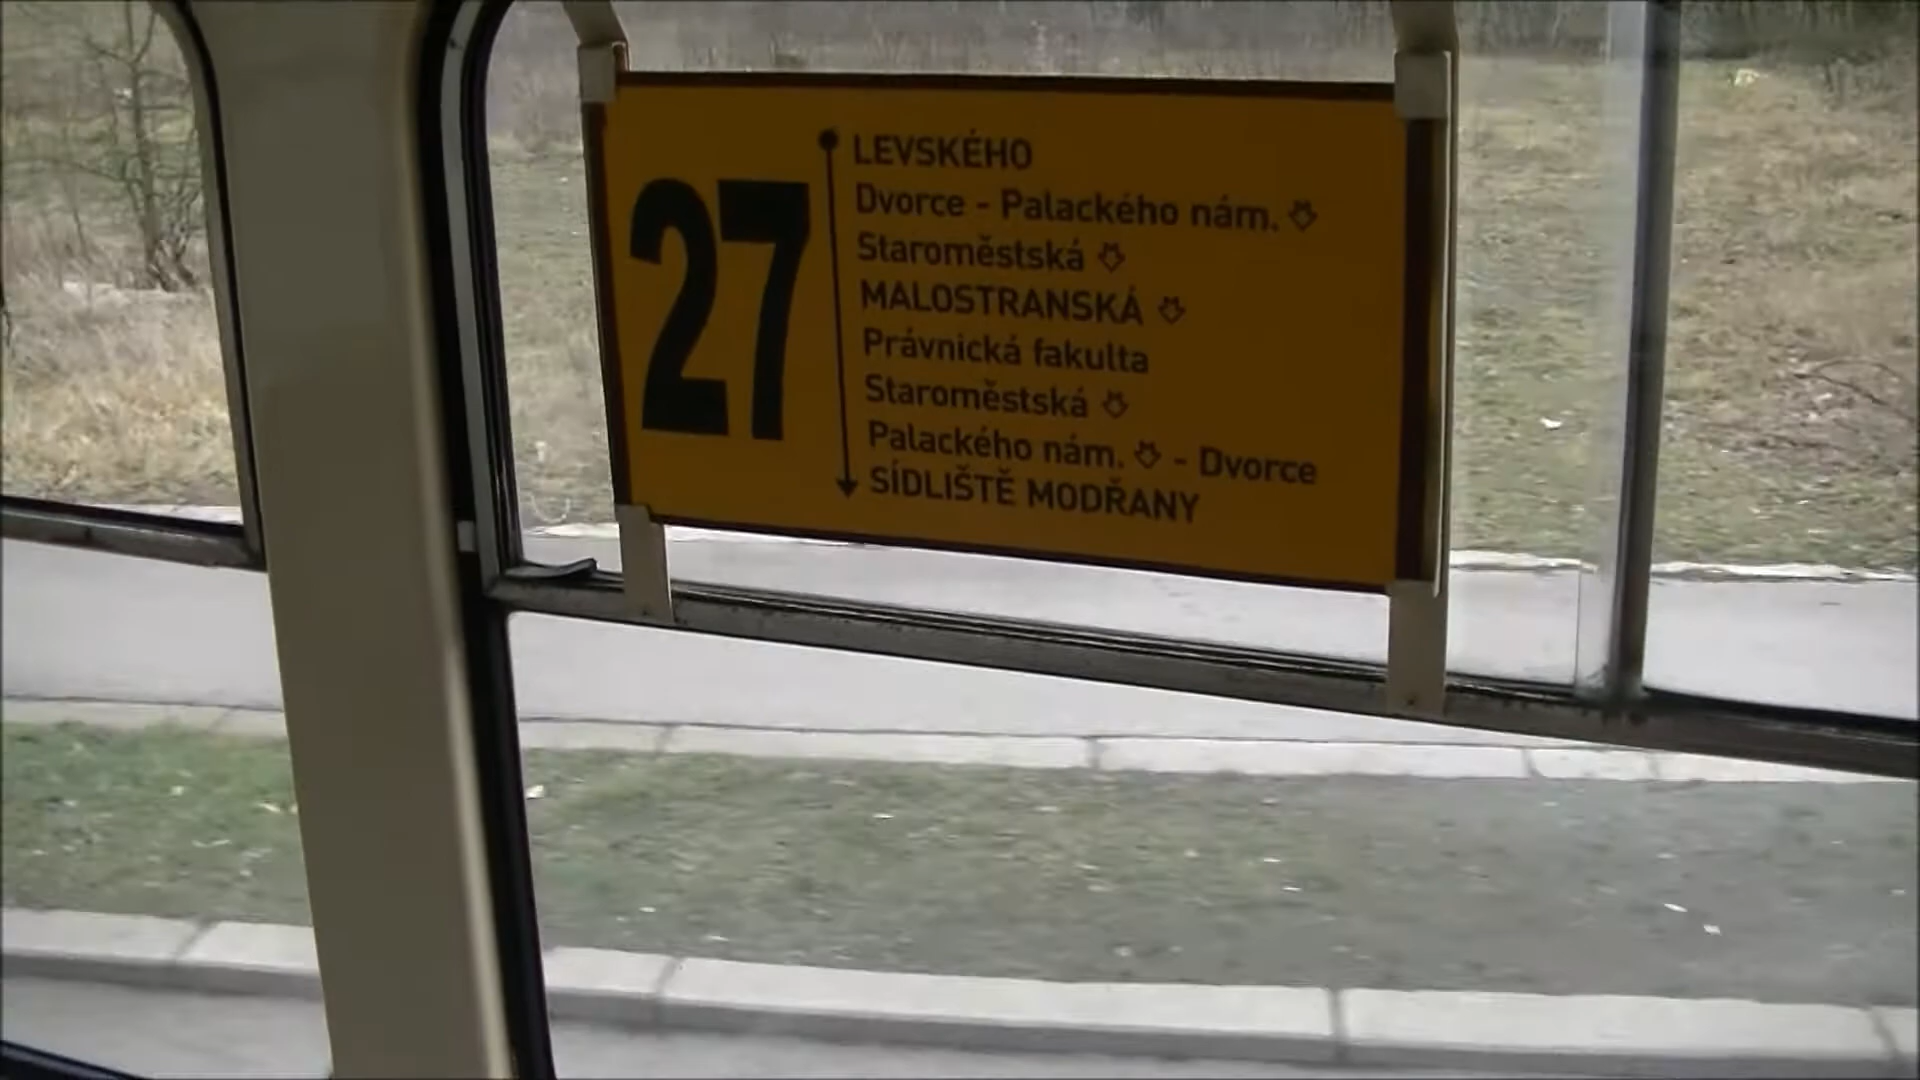 27
LEVSKÉHO
Dvorce - Palackého nám.
Staroměstská
MALOSTRANSKÁ
Právnická fakulta
Staroměstská
Palackého nám. - Dvorce
SÍDLIŠTĚ MODŘANY